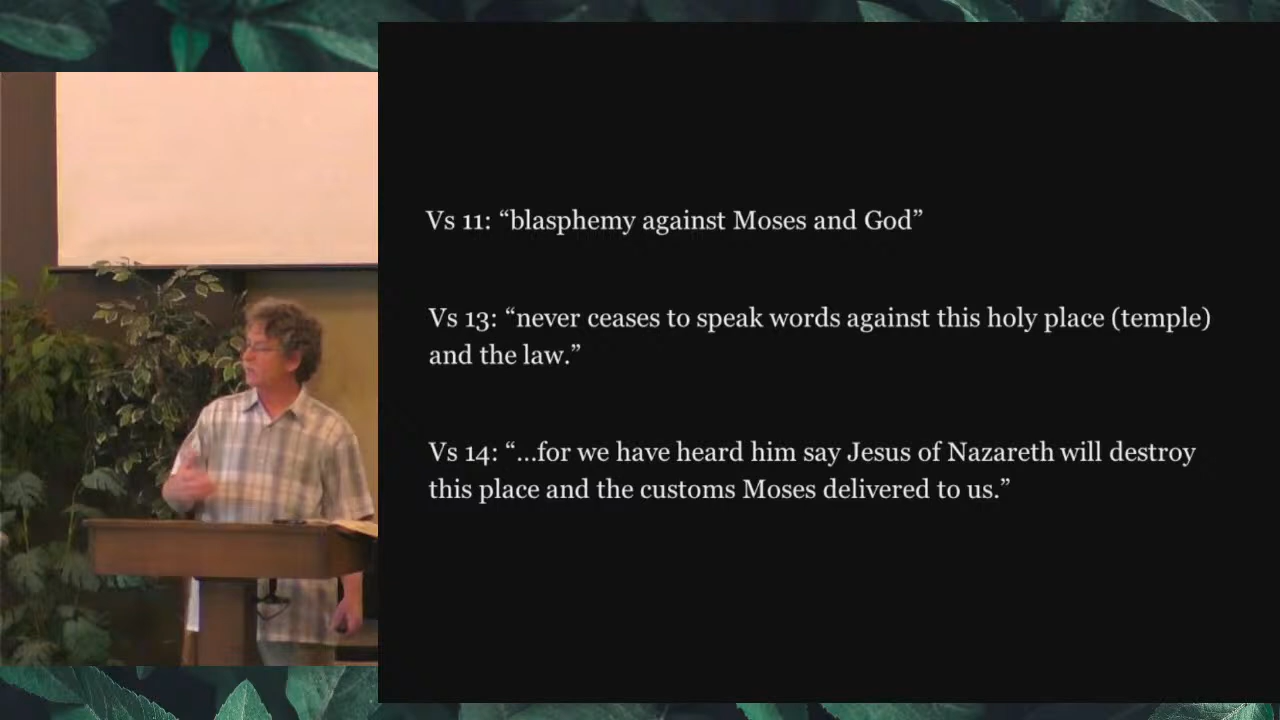 Vs 11: “blasphemy against Moses and God”
Vs 13: “never ceases to speak words against this holy place (temple)
and the law.”
Vs 14: “...for we have heard him say Jesus of Nazareth will destroy
this place and the customs Moses delivered to us.”